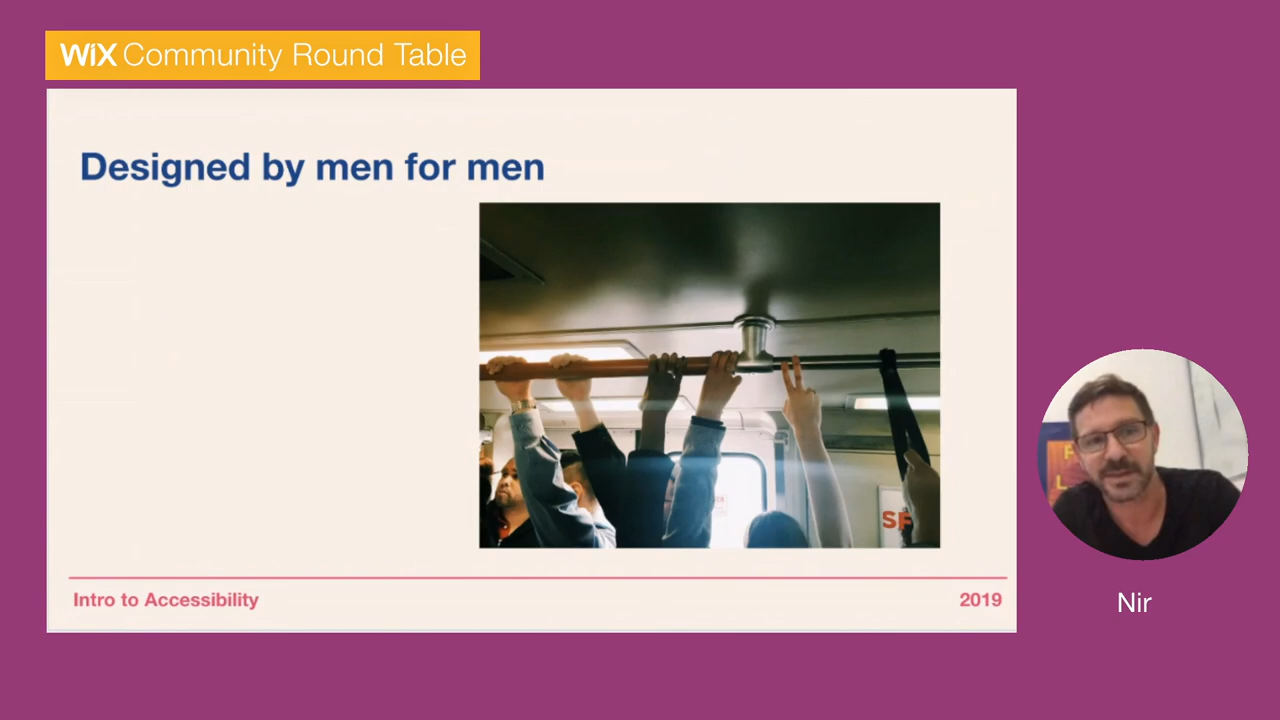 WiX Community Round Table
Designed by men for men
SF
Intro to Accessibility
2019
Nir